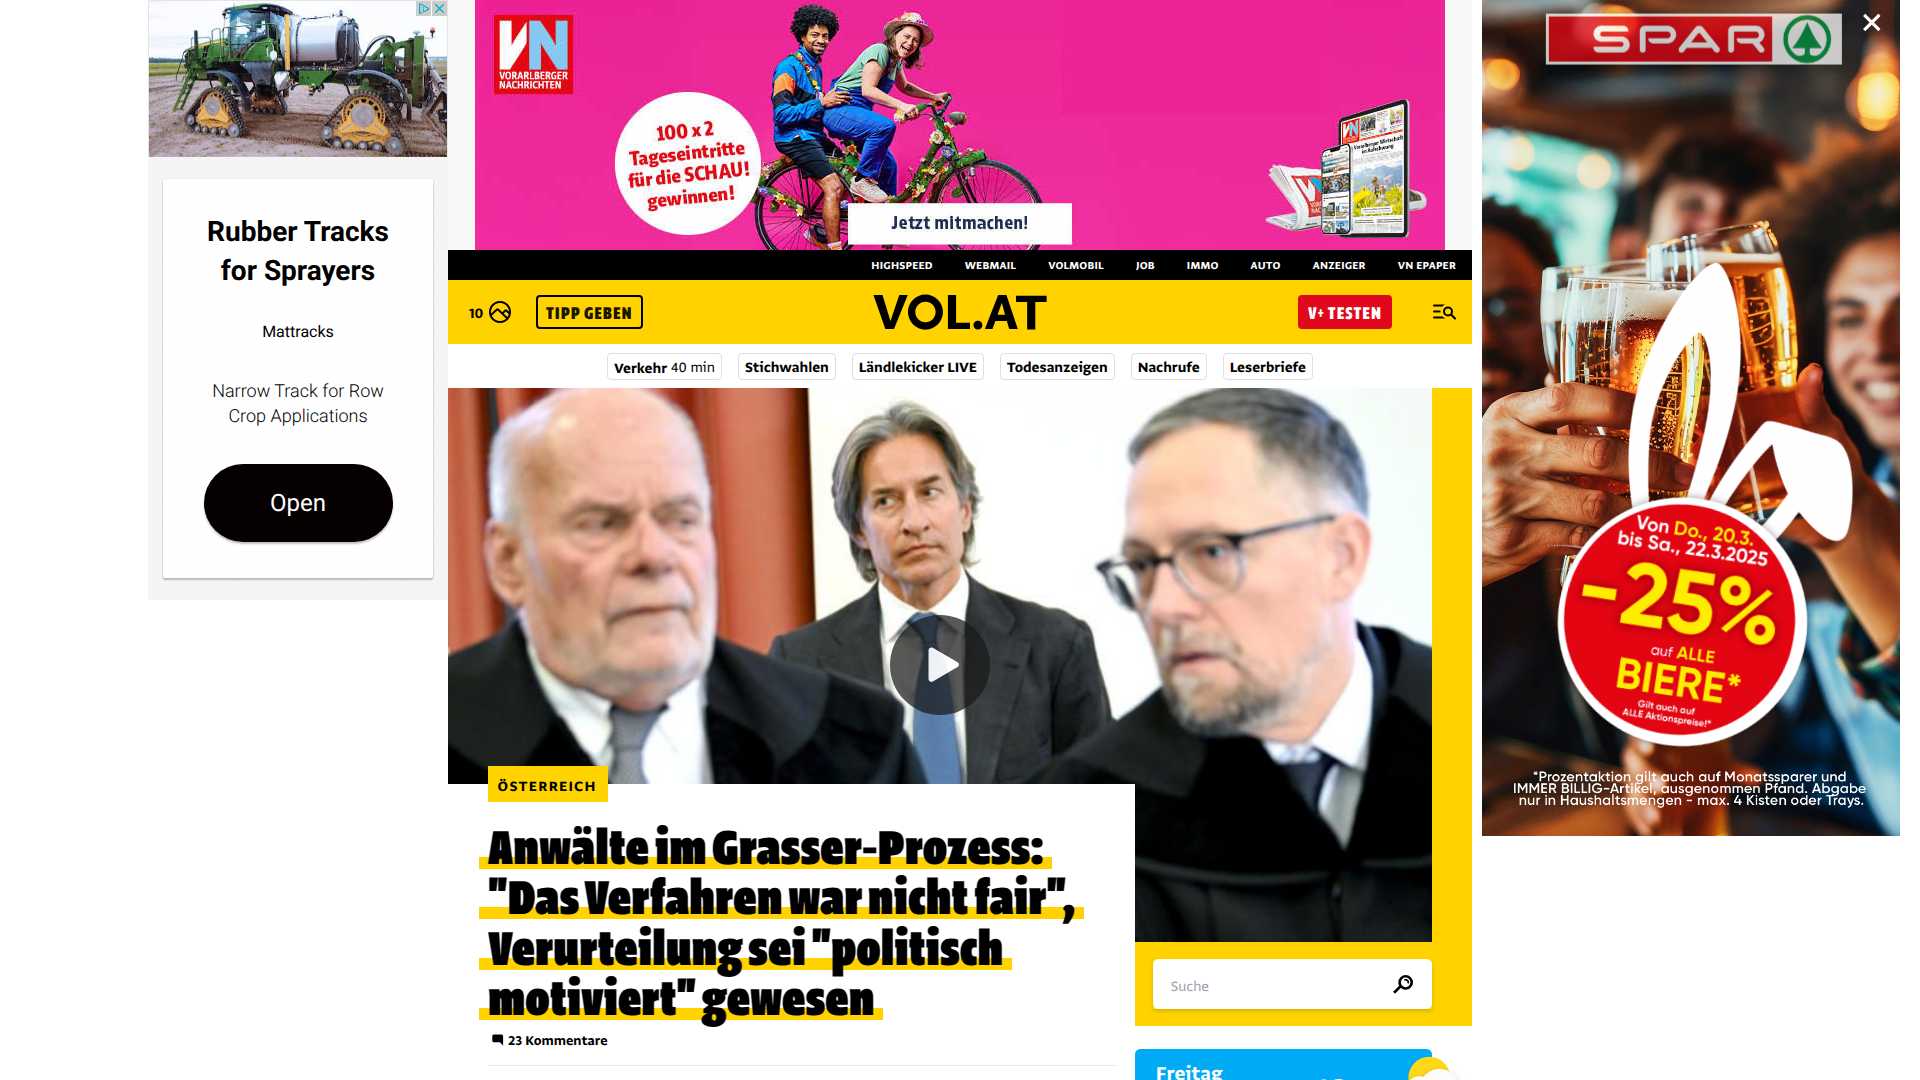 Rubber Tracks
for Sprayers
Mattracks
Narrow Track for Row
Crop Applications
Open
VN
VORARLBERGER
NACHRICHTEN
100 x 2
Tageseintritte
für die SCHAU!
gewinnen!
Jetzt mitmachen!
HIGHSPEED WEBMAIL VOLMOBIL JOB IMMO AUTO ANZEIGER VN EPAPER
10 TIPP GEBEN VOL.AT V+ TESTEN
Verkehr 40 min Stichwahlen Ländlekicker LIVE Todesanzeigen Nachrufe Leserbriefe
ÖSTERREICH
Anwälte im Grasser-Prozess:
"Das Verfahren war nicht fair",
Verurteilung sei "politisch
motiviert" gewesen
23 Kommentare
Suche
Freitag
SPAR
Von Do., 20.3.
bis Sa., 22.3.2025
-25%
auf ALLE
BIERE*
Gilt auch auf
ALLE Aktionspreise!*
*Prozentaktion gilt auch auf Monatssparer und
IMMER BILLIG-Artikel, ausgenommen Pfand. Abgabe
nur in Haushaltsmengen - max. 4 Kisten oder Trays.